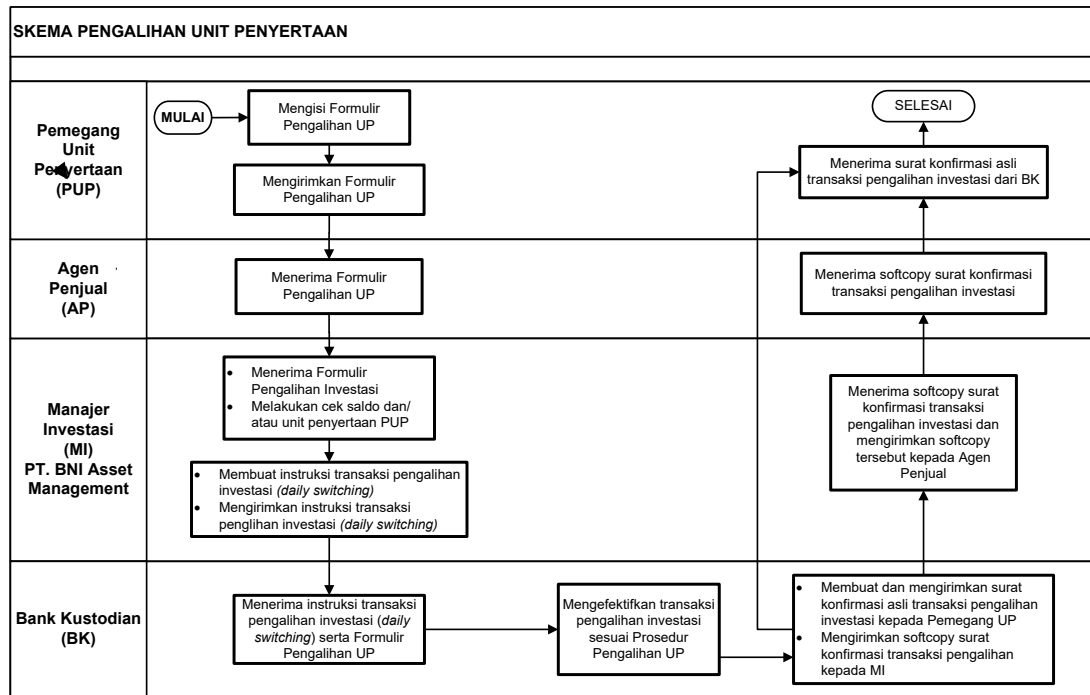 SKEMA PENGALIHAN UNIT PENYERTAAN
Pemegang
Unit
Penyertaan
(PUP)
MULAI
Mengisi Formulir
Pengalihan UP
Mengirimkan Formulir
Pengalihan UP
SELESAI
Menerima surat konfirmasi asli
transaksi pengalihan investasi dari BK
Agen
Penjual
(AP)
Menerima Formulir
Pengalihan UP
Menerima softcopy surat konfirmasi
transaksi pengalihan investasi
Manajer
Investasi
(MI)
PT. BNI Asset
Management
• Menerima Formulir
Pengalihan Investasi
• Melakukan cek saldo dan/
atau unit penyertaan PUP
• Membuat instruksi transaksi pengalihan
investasi (daily switching)
• Mengirimkan instruksi transaksi
penglihan investasi (daily switching)
Menerima softcopy surat
konfirmasi transaksi
pengalihan investasi dan
mengirimkan softcopy
tersebut kepada Agen
Penjual
Bank Kustodian
(BK)
Menerima instruksi transaksi
pengalihan investasi (daily
switching) serta Formulir
Pengalihan UP
Mengefektifkan transaksi
pengalihan investasi
sesuai Prosedur
Pengalihan UP
• Membuat dan mengirimkan surat
konfirmasi asli transaksi pengalihan
investasi kepada Pemegang UP
• Mengirimkan softcopy surat
konfirmasi transaksi pengalihan
kepada MI